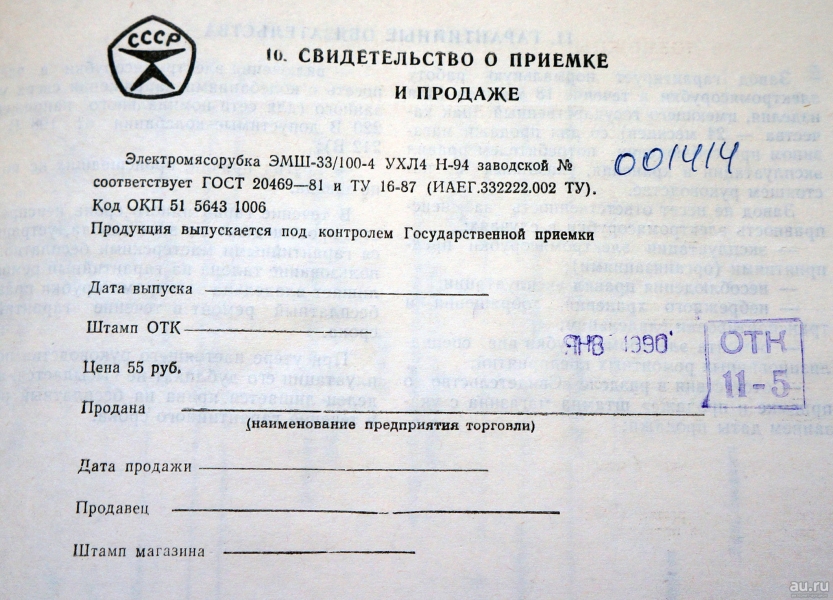 СССР
10. СВИДЕТЕЛЬСТВО О ПРИЕМКЕ
И ПРОДАЖЕ
Электромясорубка ЭМШ-33/100-4 УХЛ4 Н-94 заводской № 001414
соответствует ГОСТ 20469—81 и ТУ 16-87 (ИАЕГ.332222.002 ТУ).
Код ОКП 51 5643 1006
Продукция выпускается под контролем Государственной приемки
Дата выпуска
Штамп ОТК
ЯНВ 1990
ОТК
11-5
Цена 55 руб.
Продана
(наименование предприятия торговли)
Дата продажи
Продавец
Штамп магазина
au.ru